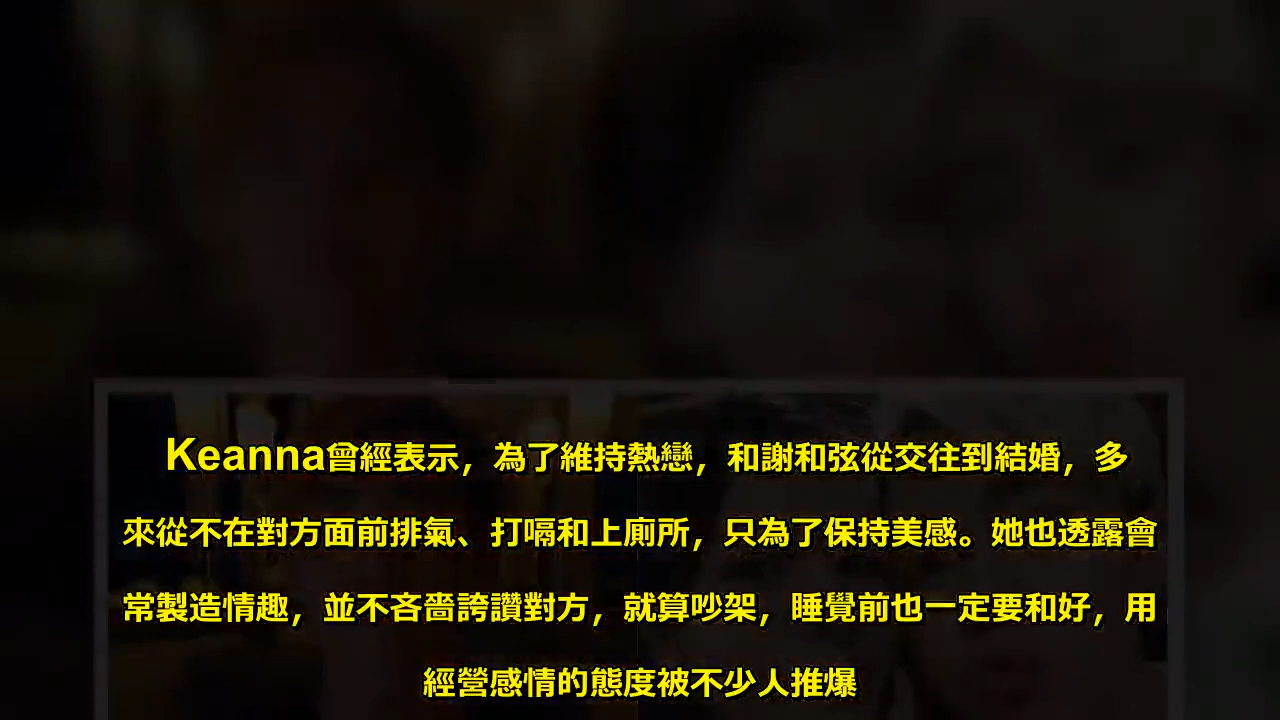 Keanna曾經表示，為了維持熱戀，和謝和弦從交往到結婚，多
來從不在對方面前排氣、打嗝和上廁所，只為了保持美感。她也透露會
常製造情趣，並不吝嗇誇讚對方，就算吵架，睡覺前也一定要和好，用
經營感情的態度被不少人推爆